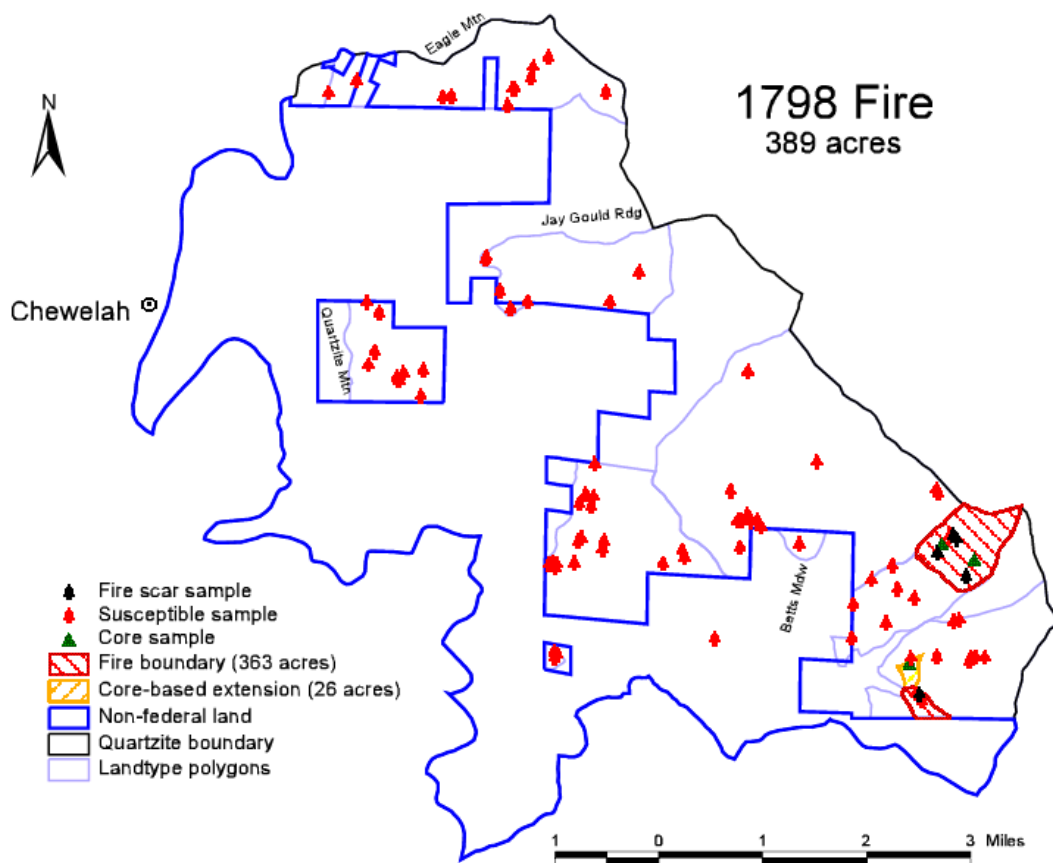 Eagle Mtn
N
1798 Fire
389 acres
Jay Gould Rdg
Chewelah
Quartzite Mtn
Betts Mdw
Fire scar sample
Susceptible sample
Core sample
Fire boundary (363 acres)
Core-based extension (26 acres)
Non-federal land
Quartzite boundary
Landtype polygons
1 0 1 2 3 Miles